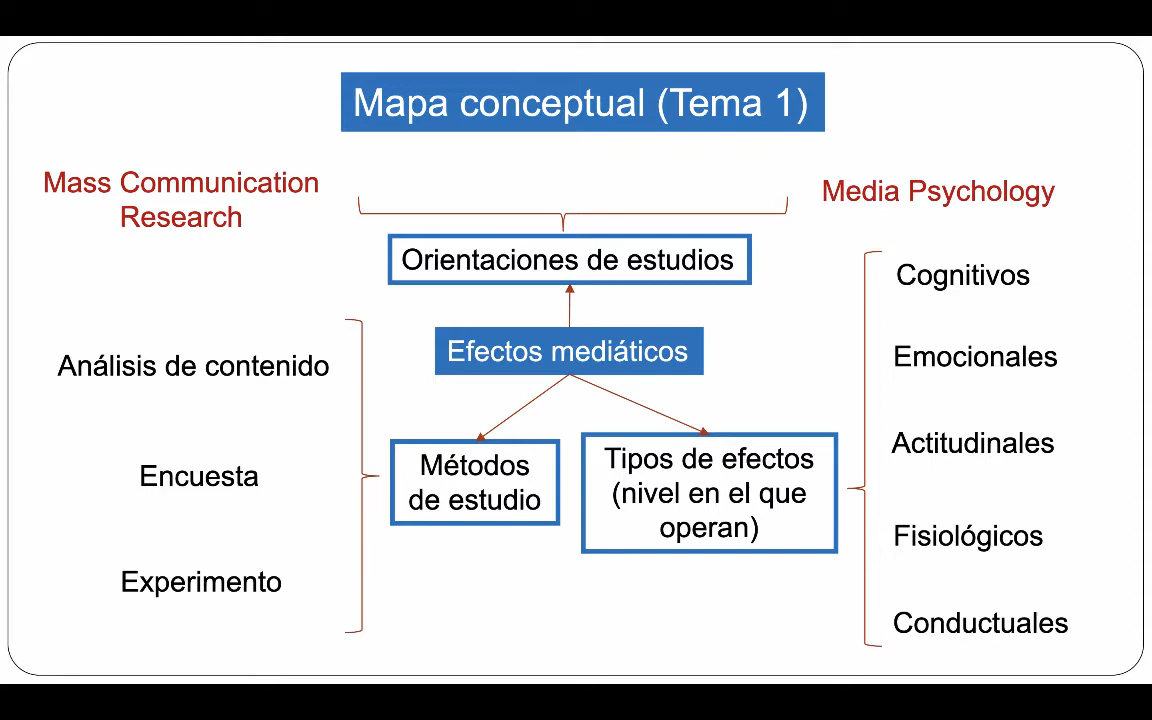 Mapa conceptual (Tema 1)
Mass Communication
Research
Media Psychology
Orientaciones de estudios
Efectos mediáticos
Análisis de contenido
Encuesta
Experimento
Métodos
de estudio
Tipos de efectos
(nivel en el que
operan)
Cognitivos
Emocionales
Actitudinales
Fisiológicos
Conductuales